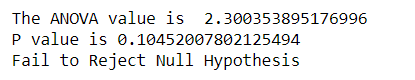 The ANOVA value is  2.300353895176996
P value is 0.10452007802125494
Fail to Reject Null Hypothesis